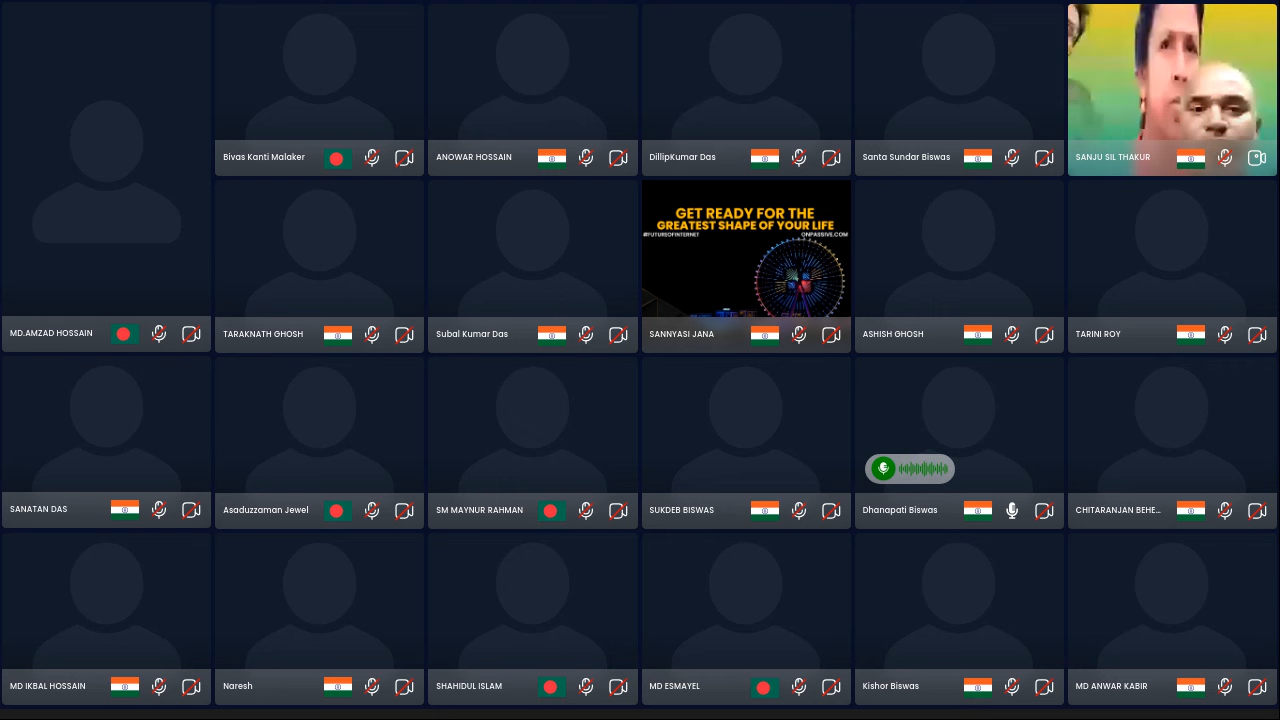 Bivas Kanti Malaker
ANOWAR HOSSAIN
DillipKumar Das
Santa Sundar Biswas
SANJU SIL THAKUR
GET READY FOR THE
GREATEST SHAPE OF YOUR LIFE
#FUTUREOFINTERNET
ONPASSIVE.COM
MD.AMZAD HOSSAIN
TARAKNATH GHOSH
Subal Kumar Das
SANNYASI JANA
ASHISH GHOSH
TARINI ROY
SANATAN DAS
Asaduzzaman Jewel
SM MAYNUR RAHMAN
SUKDEB BISWAS
Dhanapati Biswas
CHITARANJAN BEHE...
MD IKBAL HOSSAIN
Naresh
SHAHIDUL ISLAM
MD ESMAYEL
Kishor Biswas
MD ANWAR KABIR